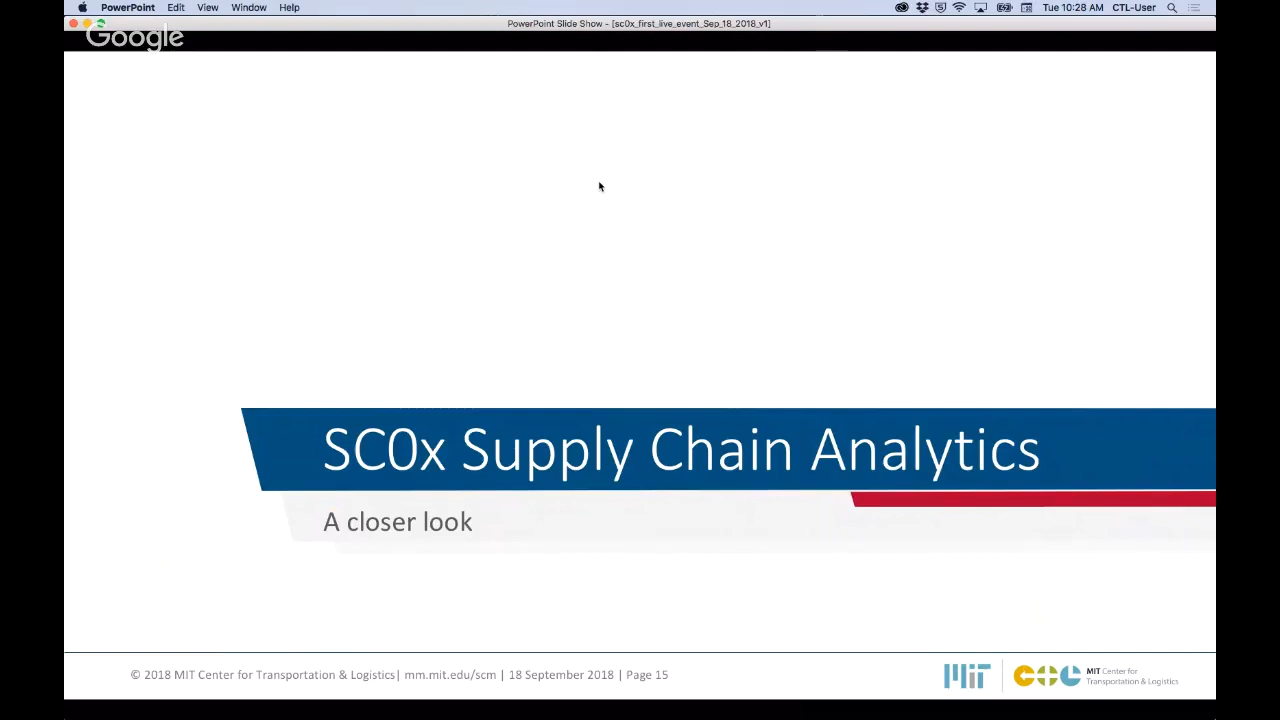 PowerPoint Edit View Window Help
Tue 10:28 AM CTL-User
PowerPoint Slide Show - [sc0x_first_live_event_Sep_18_2018_v1]
Google
SC0x Supply Chain Analytics
A closer look
© 2018 MIT Center for Transportation & Logistics| mm.mit.edu/scm | 18 September 2018 | Page 15
MIT
CTL
MIT Center for
Transportation & Logistics